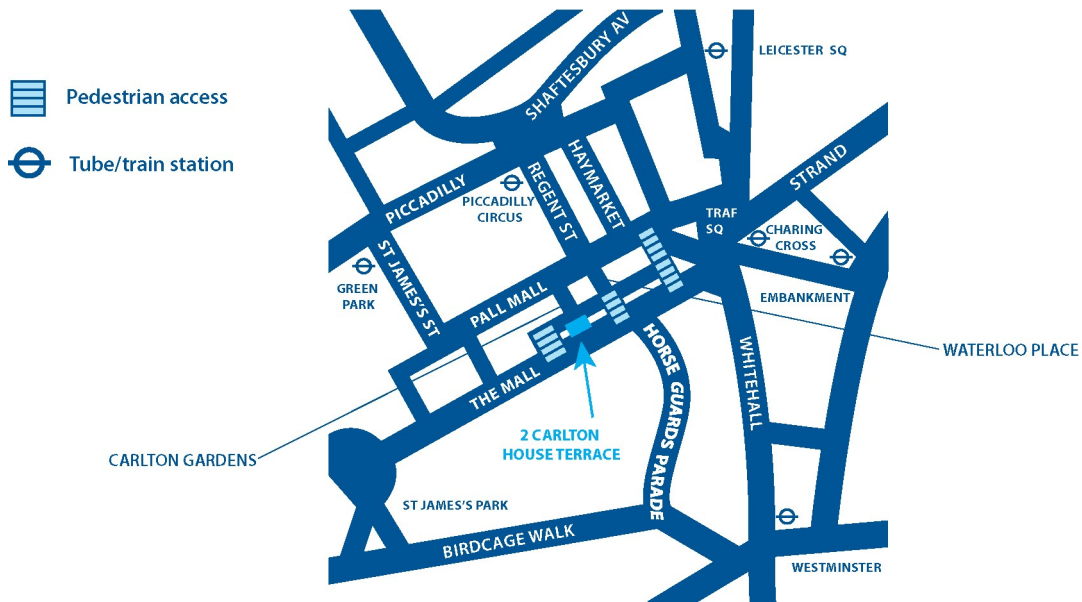 SHAFTESBURY AV
LEICESTER SQ
Pedestrian access
Tube/train station
STRAND
HAYMARKET
REGENT ST
PICCADILLY
PICCADILLY
CIRCUS
TRAF
SQ
CHARING
CROSS
ST JAMES'S ST
GREEN
PARK
PALL MALL
EMBANKMENT
WATERLOO PLACE
HORSE GUARDS PARADE
WHITEHALL
THE MALL
2 CARLTON
HOUSE TERRACE
CARLTON GARDENS
ST JAMES'S PARK
BIRDCAGE WALK
WESTMINSTER